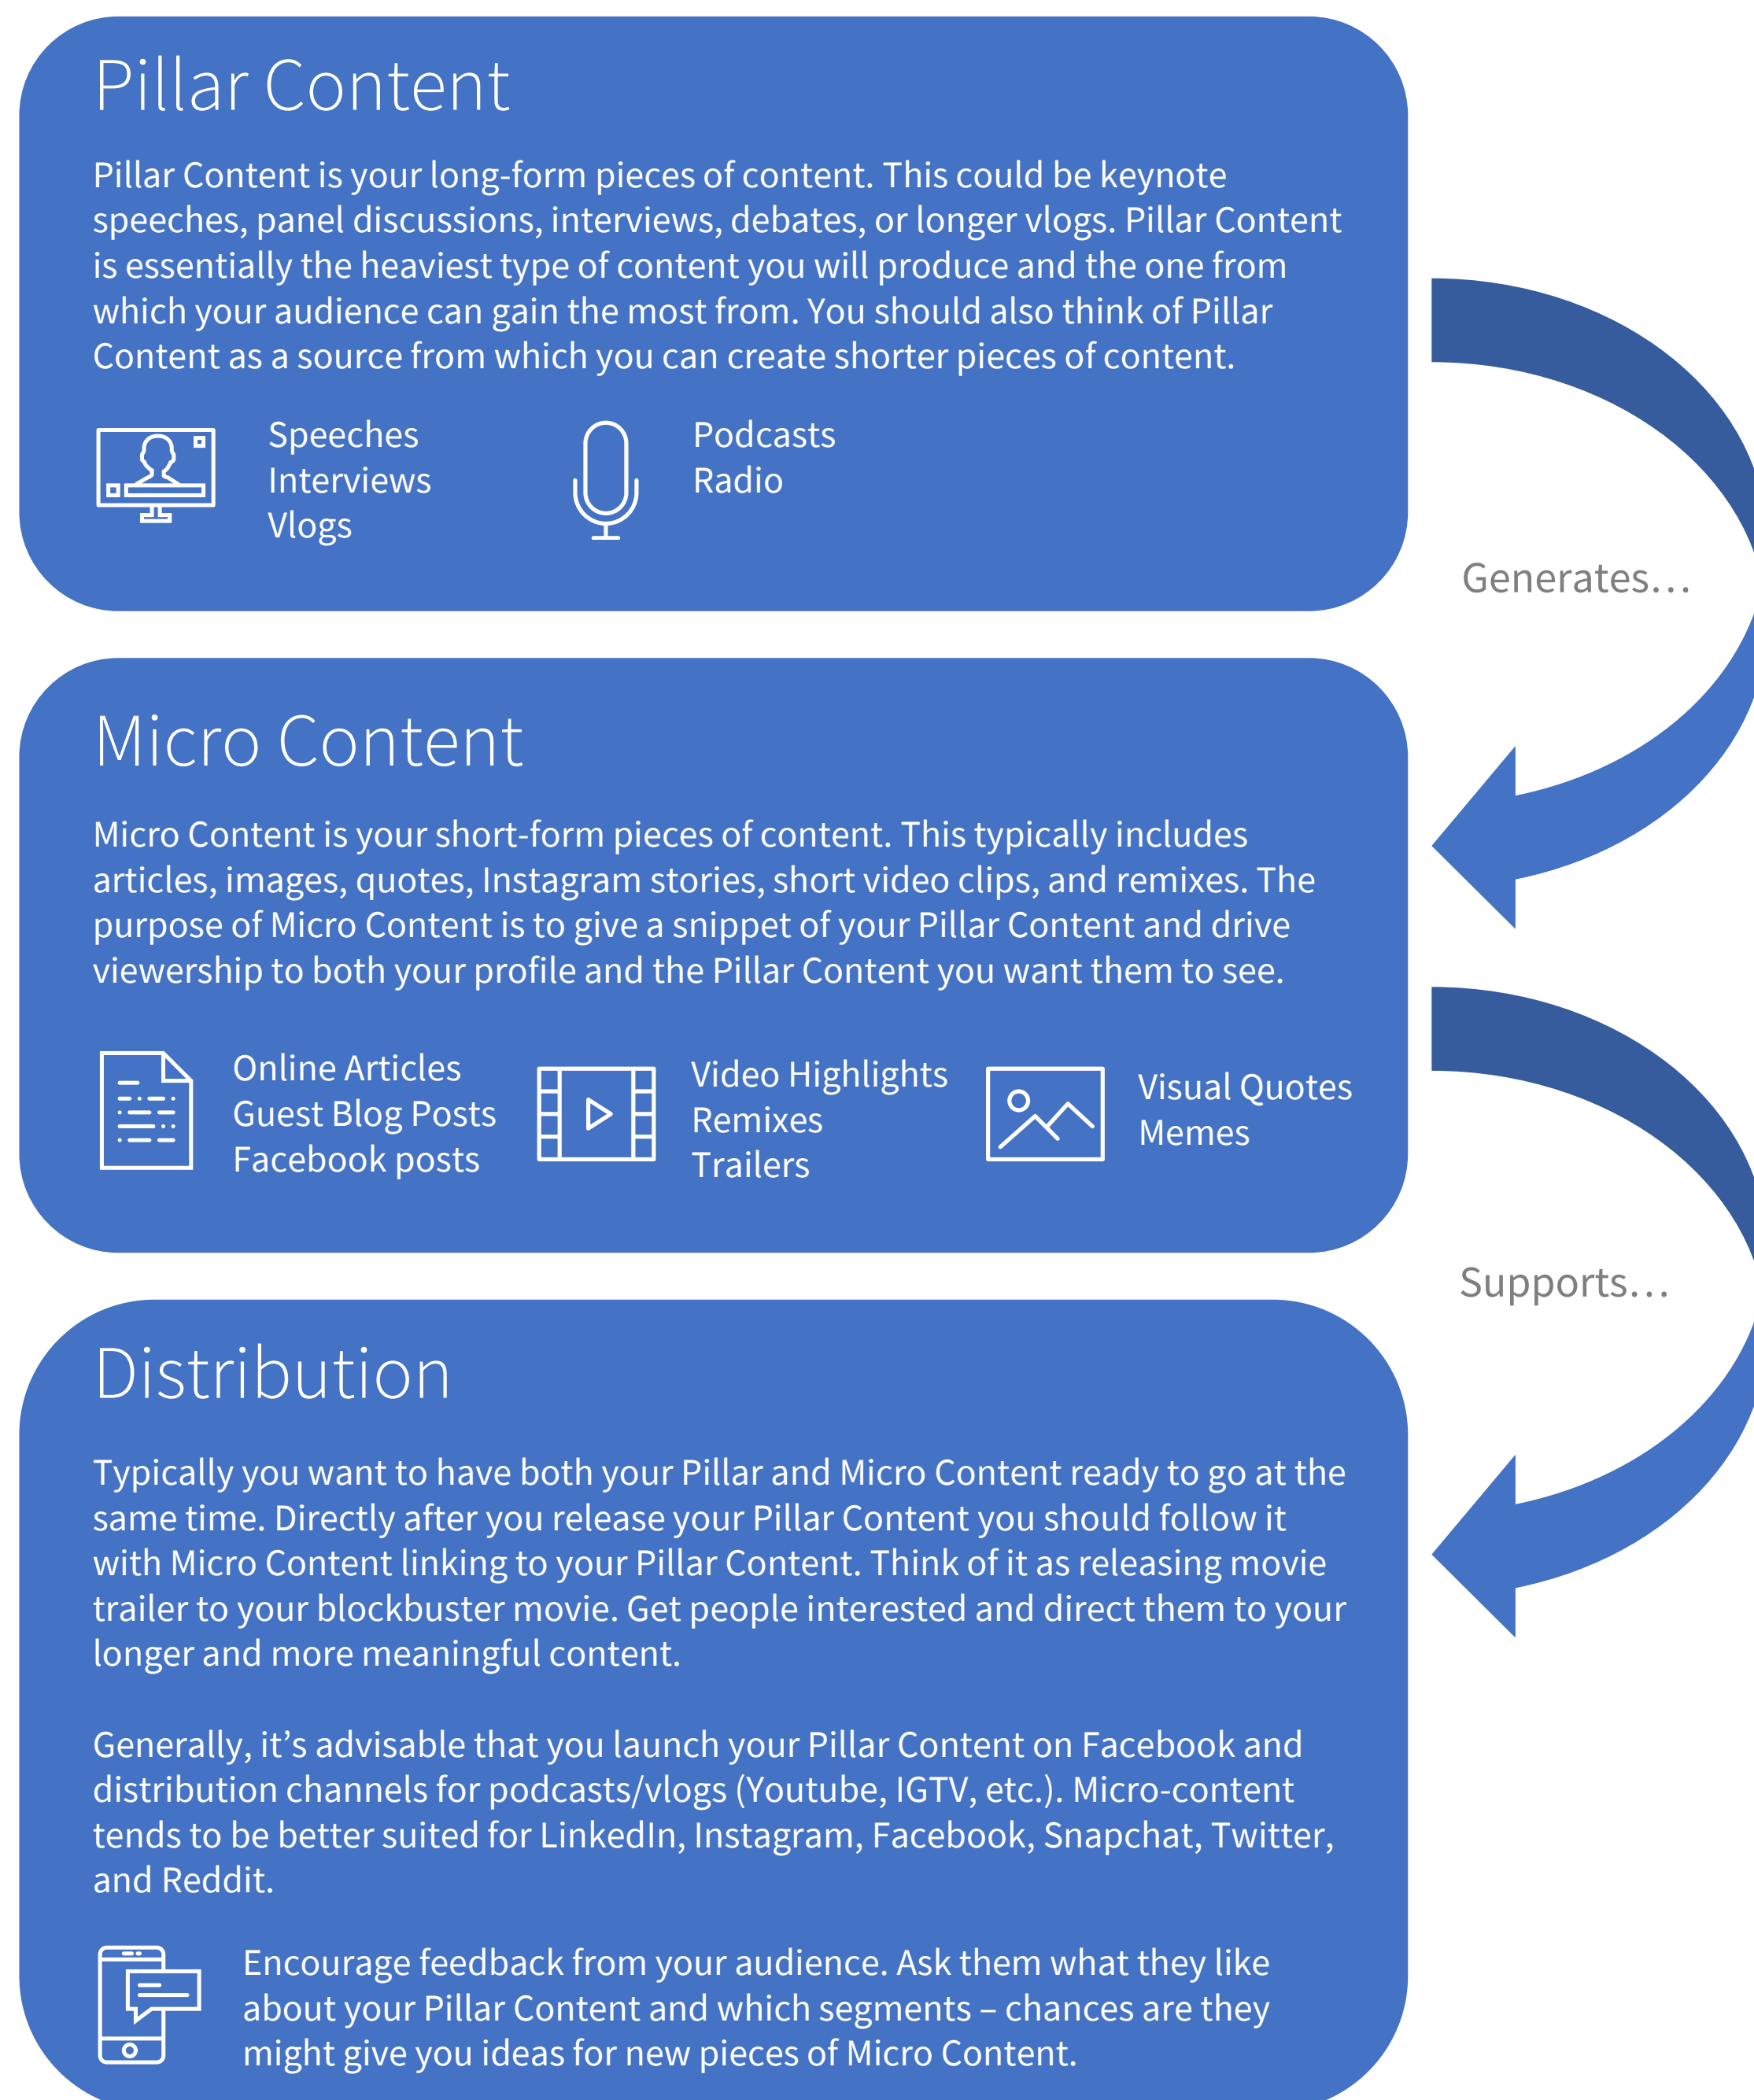 Pillar Content
Pillar Content is your long-form pieces of content. This could be keynote
speeches, panel discussions, interviews, debates, or longer vlogs. Pillar Content
is essentially the heaviest type of content you will produce and the one from
which your audience can gain the most from. You should also think of Pillar
Content as a source from which you can create shorter pieces of content.
Speeches
Interviews
Vlogs
Podcasts
Radio
Generates…
Micro Content
Micro Content is your short-form pieces of content. This typically includes
articles, images, quotes, Instagram stories, short video clips, and remixes. The
purpose of Micro Content is to give a snippet of your Pillar Content and drive
viewership to both your profile and the Pillar Content you want them to see.
Online Articles
Guest Blog Posts
Facebook posts
Video Highlights
Remixes
Trailers
Visual Quotes
Memes
Supports…
Distribution
Typically you want to have both your Pillar and Micro Content ready to go at the
same time. Directly after you release your Pillar Content you should follow it
with Micro Content linking to your Pillar Content. Think of it as releasing movie
trailer to your blockbuster movie. Get people interested and direct them to your
longer and more meaningful content.
Generally, it’s advisable that you launch your Pillar Content on Facebook and
distribution channels for podcasts/vlogs (Youtube, IGTV, etc.). Micro-content
tends to be better suited for LinkedIn, Instagram, Facebook, Snapchat, Twitter,
and Reddit.
Encourage feedback from your audience. Ask them what they like
about your Pillar Content and which segments – chances are they
might give you ideas for new pieces of Micro Content.